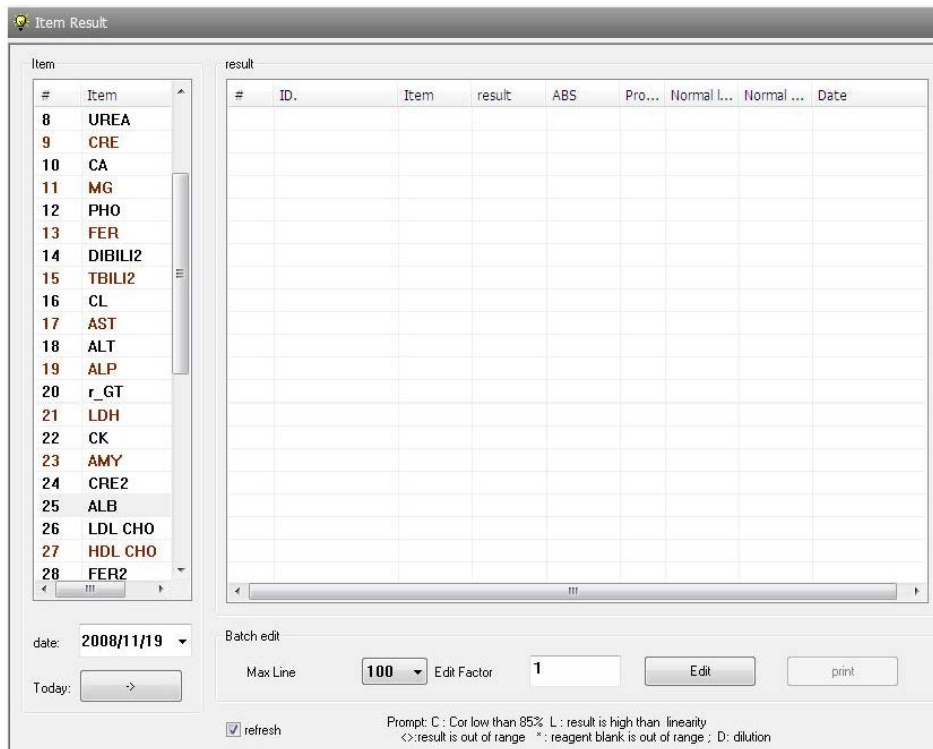 Item Result
Item
# Item
8 UREA
9 CRE
10 CA
11 MG
12 PHO
13 FER
14 DIBILI2
15 TBILI2
16 CL
17 AST
18 ALT
19 ALP
20 r_GT
21 LDH
22 CK
23 AMY
24 CRE2
25 ALB
26 LDL CHO
27 HDL CHO
28 FER2
date: 2008/11/19
Today: ->
result
# ID. Item result ABS Pro... Normal l... Normal ... Date
Batch edit
Max Line 100 Edit Factor 1 Edit print
refresh
Prompt: C : Cor low than 85% L : result is high than linearity
<>:result is out of range * : reagent blank is out of range ; D: dilution